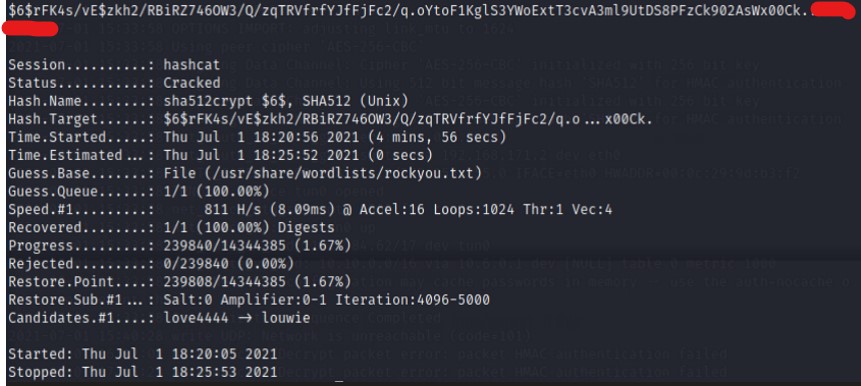 $6$rFK4s/vE$zkh2/RBiRZ746OW3/Q/zqTRVfrfYJfFjFc2/q.oYtoF1KglS3YWoExtT3cvA3ml9UtDS8PFzCk902AsWx00Ck.
Session..........: hashcat
Status...........: Cracked
Hash.Name........: sha512crypt $6$, SHA512 (Unix)
Hash.Target......: $6$rFK4s/vE$zkh2/RBiRZ746OW3/Q/zqTRVfrfYJfFjFc2/q.o...x00Ck.
Time.Started.....: Thu Jul  1 18:20:56 2021 (4 mins, 56 secs)
Time.Estimated...: Thu Jul  1 18:25:52 2021 (0 secs)
Guess.Base.......: File (/usr/share/wordlists/rockyou.txt)
Guess.Queue......: 1/1 (100.00%)
Speed.#1.........:      811 H/s (8.09ms) @ Accel:16 Loops:1024 Thr:1 Vec:4
Recovered........: 1/1 (100.00%) Digests
Progress.........: 239840/14344385 (1.67%)
Rejected.........: 0/239840 (0.00%)
Restore.Point....: 239808/14344385 (1.67%)
Restore.Sub.#1...: Salt:0 Amplifier:0-1 Iteration:4096-5000
Candidates.#1....: love4444 -> louwie
Started: Thu Jul  1 18:20:05 2021
Stopped: Thu Jul  1 18:25:53 2021